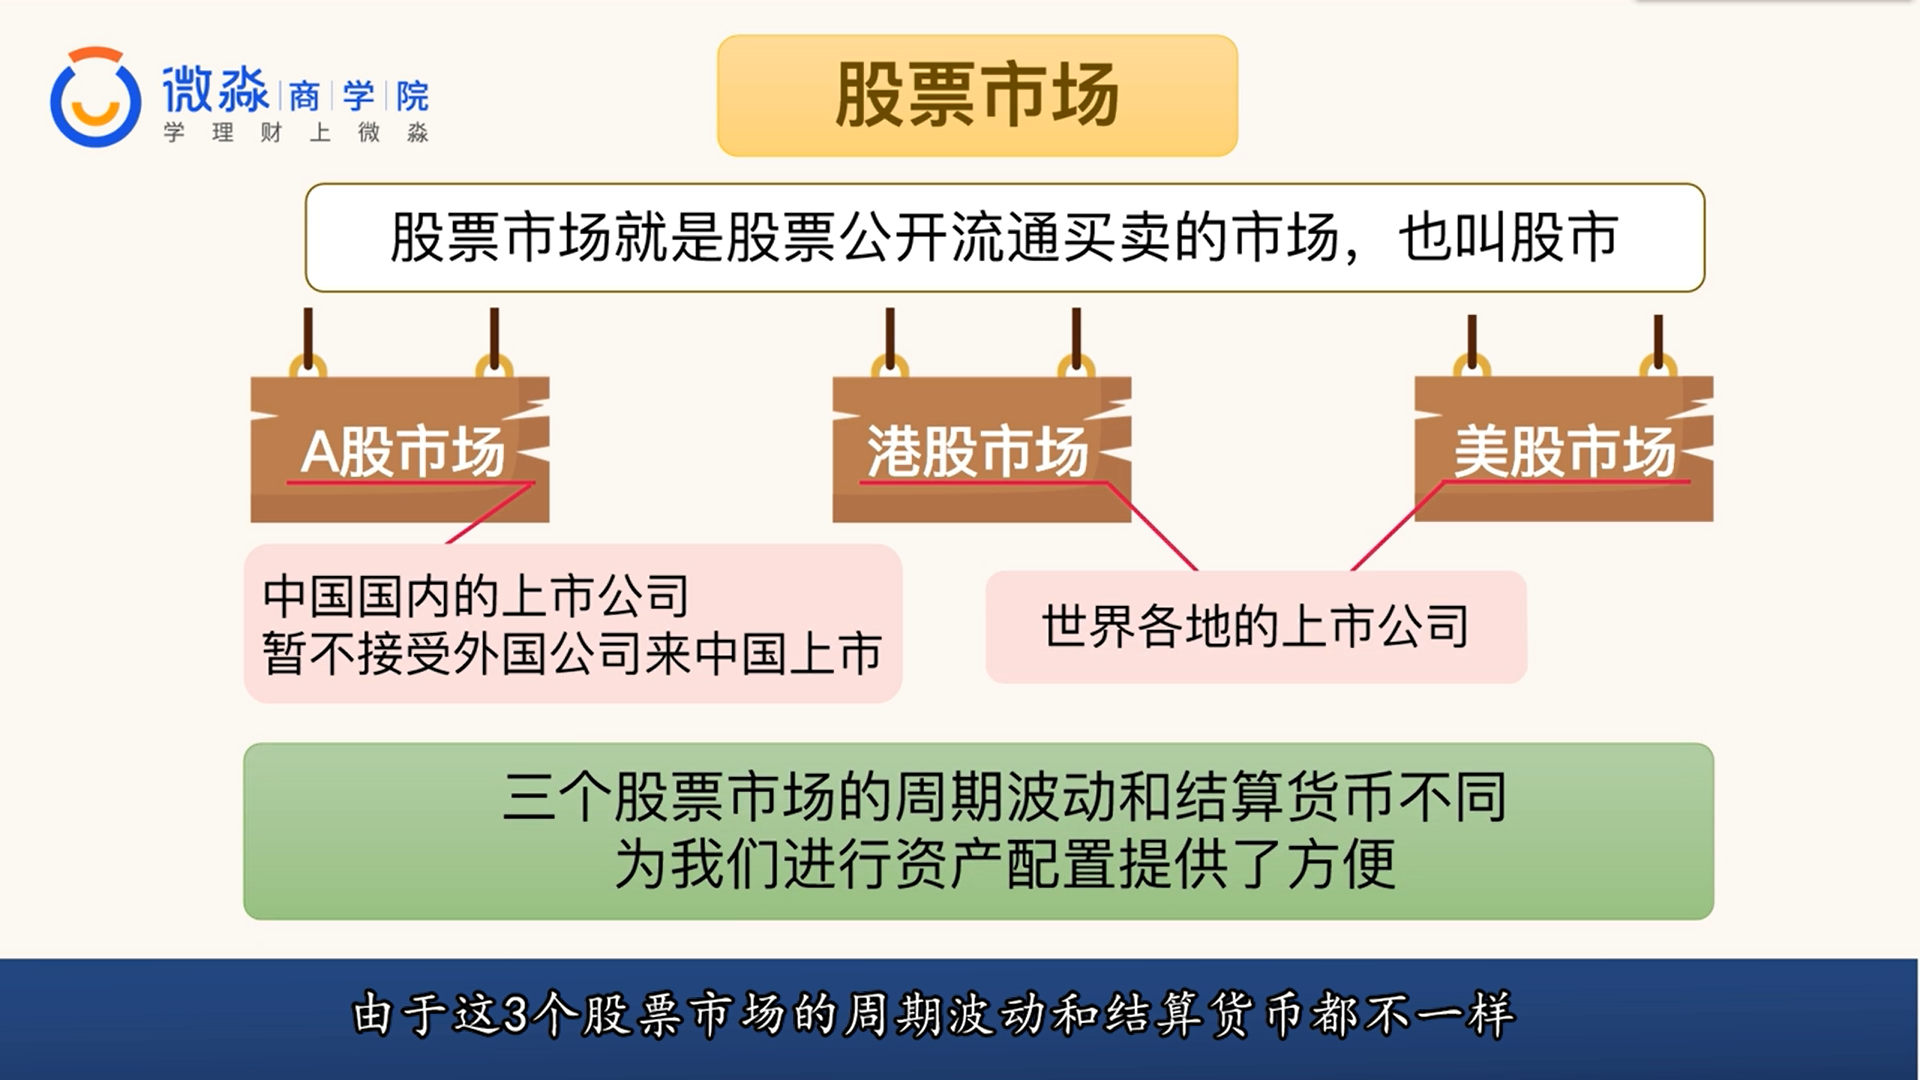 微淼商学院
学理财上微淼
股票市场
股票市场就是股票公开流通买卖的市场，也叫股市
A股市场
港股市场
美股市场
中国国内的上市公司
暂不接受外国公司来中国上市
世界各地的上市公司
三个股票市场的周期波动和结算货币不同
为我们进行资产配置提供了方便
由于这3个股票市场的周期波动和结算货币都不一样